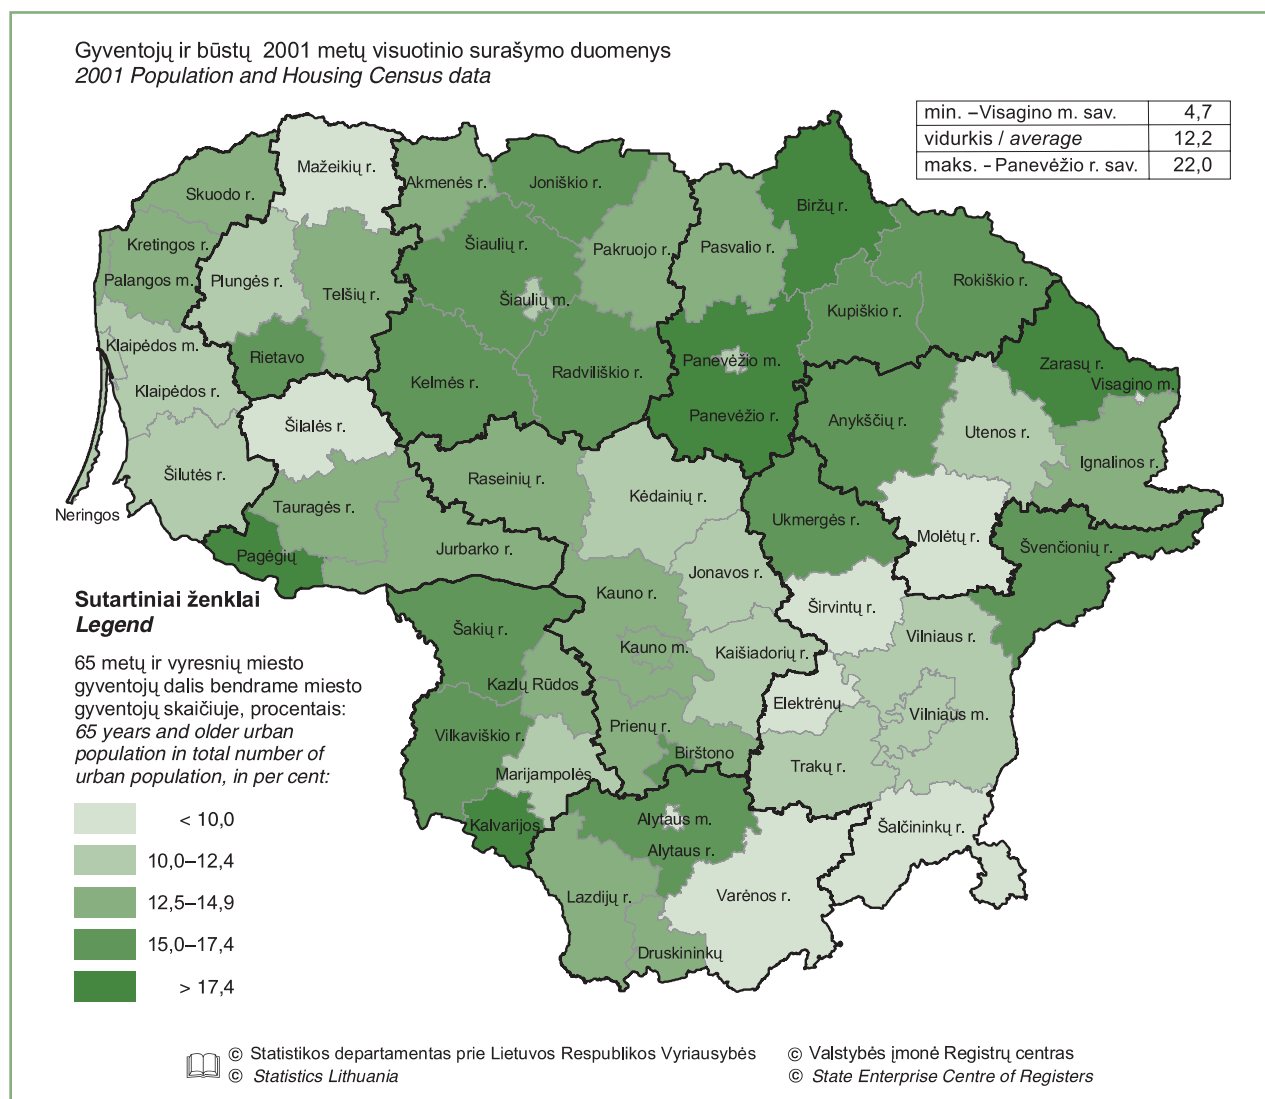 Gyventojų ir būstų 2001 metų visuotinio surašymo duomenys
2001 Population and Housing Census data
min. –Visagino m. sav. 4,7
vidurkis / average 12,2
maks. - Panevėžio r. sav. 22,0
Mažeikių r.
Akmenės r.
Joniškio r.
Skuodo r.
Biržų r.
Kretingos r.
Šiaulių r.
Pakruojo r.
Pasvalio r.
Palangos m.
Plungės r.
Telšių r.
Šiaulių m.
Rokiškio r.
Kupiškio r.
Klaipėdos m.
Rietavo
Panevėžio m.
Zarasų r.
Visagino m.
Klaipėdos r.
Kelmės r.
Radviliškio r.
Šilalės r.
Panevėžio r.
Anykščių r.
Utenos r.
Ignalinos r.
Šilutės r.
Raseinių r.
Kėdainių r.
Neringos
Tauragės r.
Ukmergės r.
Molėtų r.
Švenčionių r.
Pagėgių
Jurbarko r.
Jonavos r.
Kauno r.
Širvintų r.
Šakių r.
Kauno m.
Kaišiadorių r.
Vilniaus r.
Kazlų Rūdos
Elektrėnų
Vilniaus m.
Vilkaviškio r.
Prienų r.
Birštono
Marijampolės
Trakų r.
Kalvarijos
Alytaus m.
Šalčininkų r.
Alytaus r.
Lazdijų r.
Varėnos r.
Druskininkų
Sutartiniai ženklai
Legend
65 metų ir vyresnių miesto
gyventojų dalis bendrame miesto
gyventojų skaičiuje, procentais:
65 years and older urban
population in total number of
urban population, in per cent:
< 10,0
10,0–12,4
12,5–14,9
15,0–17,4
> 17,4
© Statistikos departamentas prie Lietuvos Respublikos Vyriausybės
© Statistics Lithuania
© Valstybės įmonė Registrų centras
© State Enterprise Centre of Registers